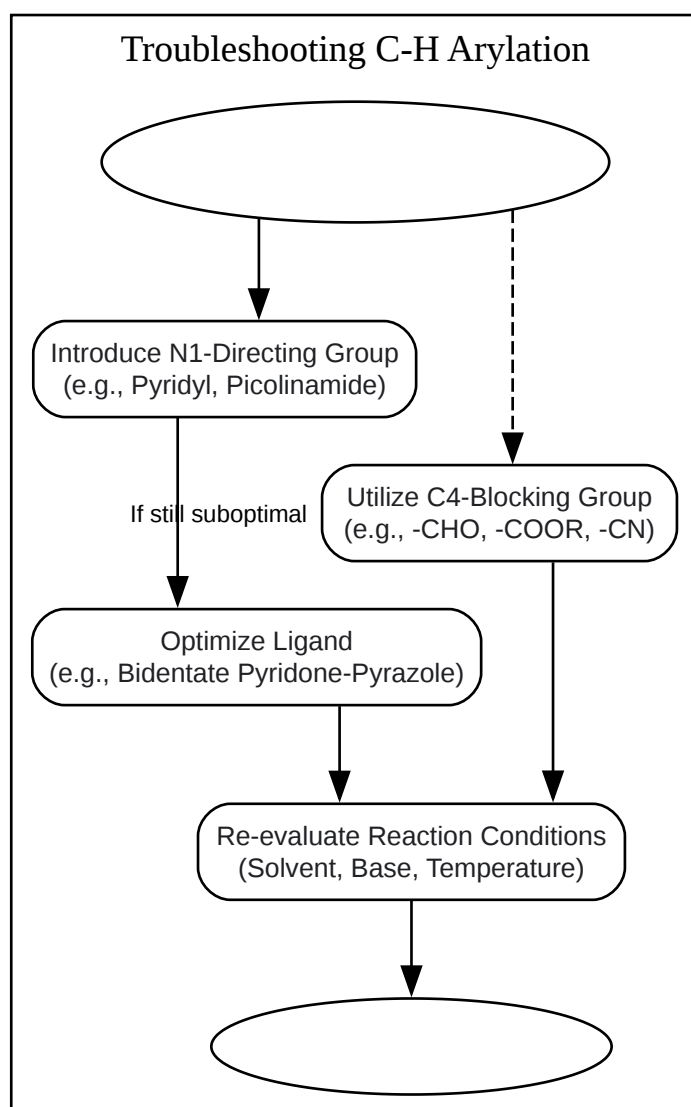 Troubleshooting C-H Arylation
Introduce N1-Directing Group
(e.g., Pyridyl, Picolinamide)
If still suboptimal
Utilize C4-Blocking Group
(e.g., -CHO, -COOR, -CN)
Optimize Ligand
(e.g., Bidentate Pyridone-Pyrazole)
Re-evaluate Reaction Conditions
(Solvent, Base, Temperature)